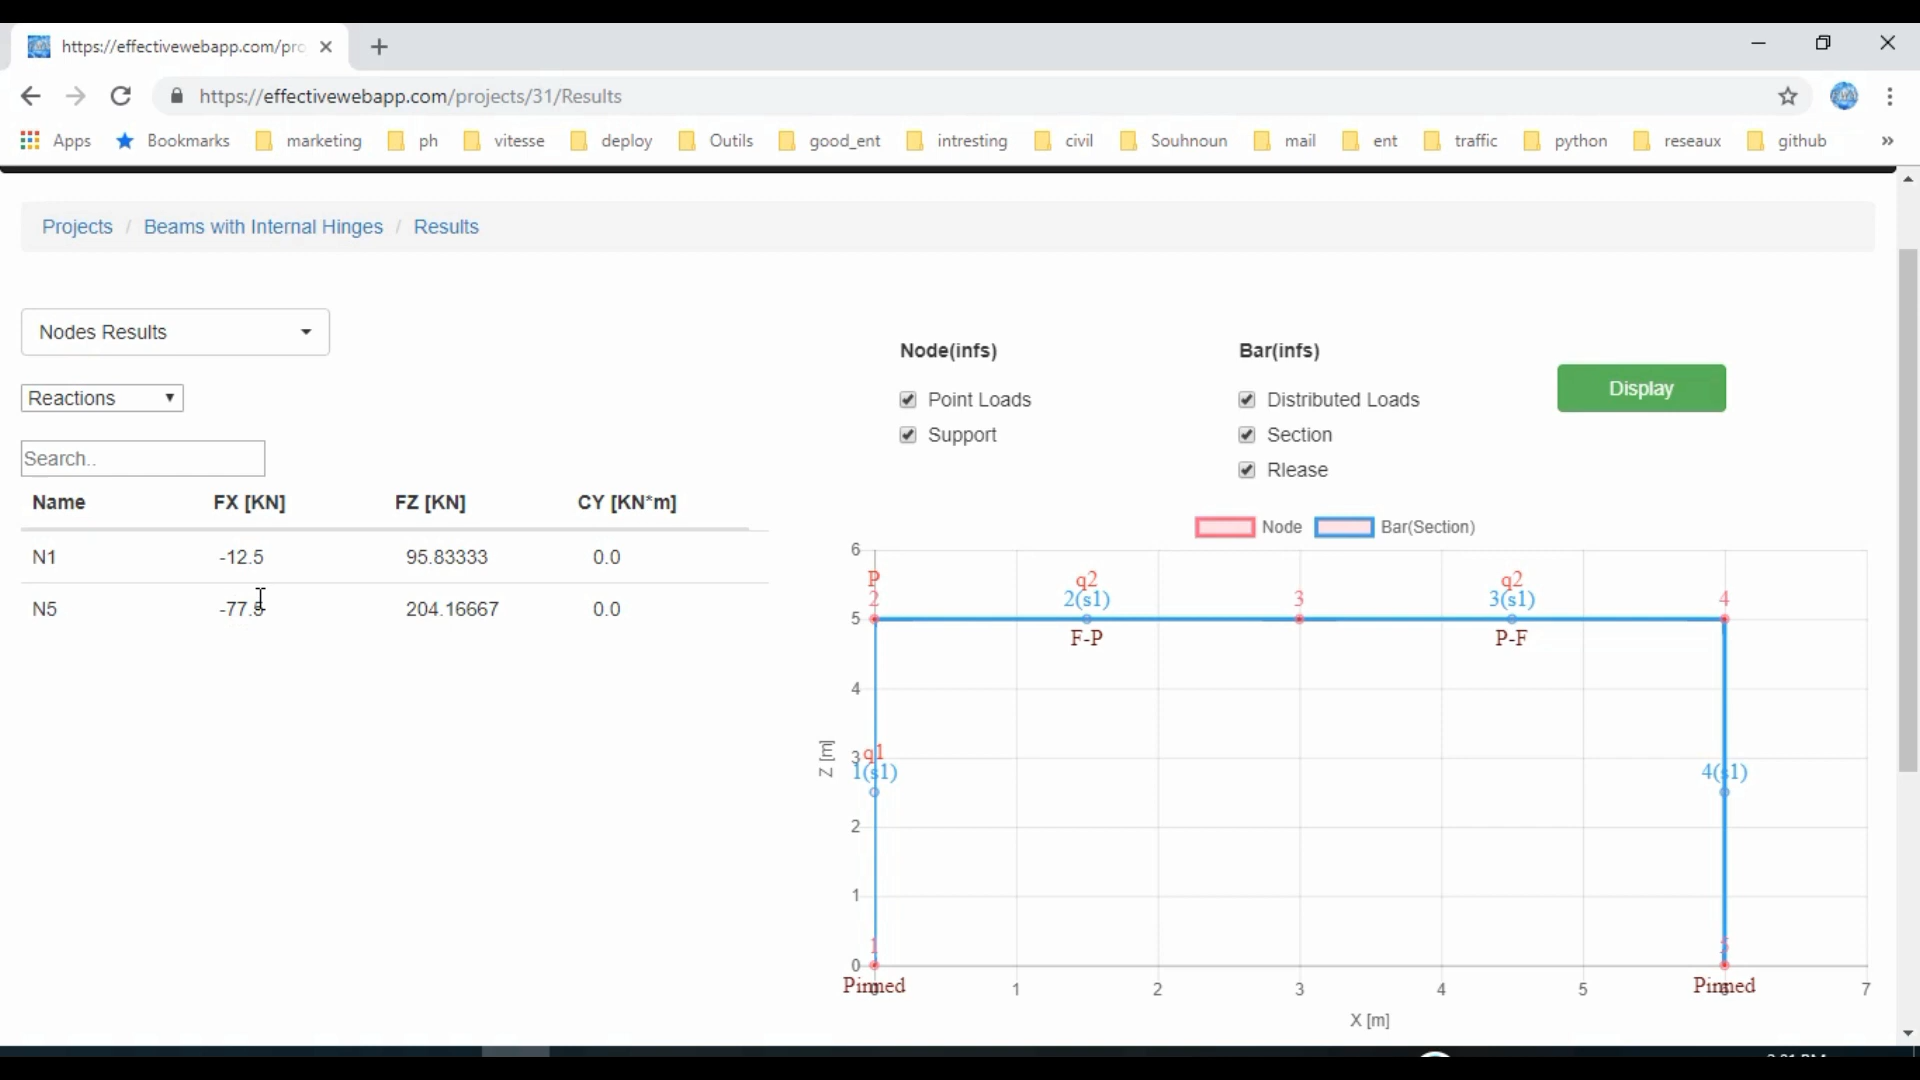 https://effectivewebapp.com/pro
https://effectivewebapp.com/projects/31/Results
Apps Bookmarks marketing ph vitesse deploy Outils good_ent intresting civil Souhnoun mail ent traffic python reseaux github »
Projects / Beams with Internal Hinges / Results
Nodes Results
Reactions
Search..
Name FX [KN] FZ [KN] CY [KN*m]
N1 -12.5 95.83333 0.0
N5 -77.5 204.16667 0.0
Node(infs)
Point Loads
Support
Bar(infs)
Distributed Loads
Section
Rlease
Display
Node Bar(Section)
6
P q2 q2
2 2(s1) 3 3(s1) 4
5
F-P P-F
4
3 q1
1(s1) 4(s1)
Z [m]
2
1
1
0
Pinned Pinned
1 2 3 4 5 7
X [m]